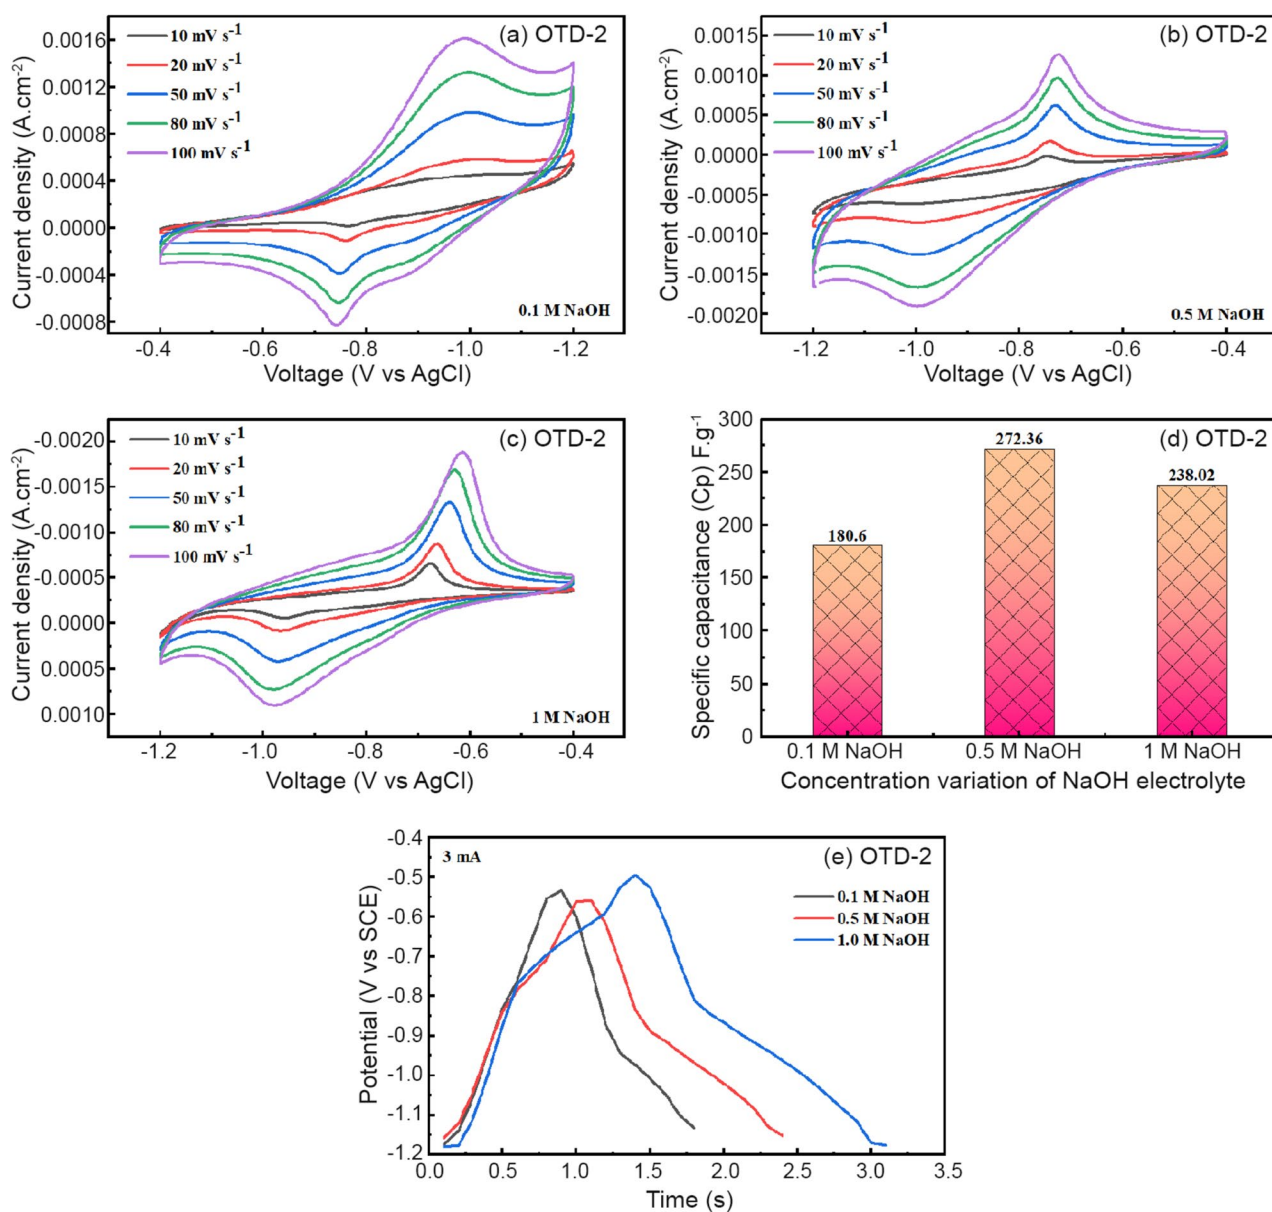 (a) OTD-2
10 mV s⁻¹
20 mV s⁻¹
50 mV s⁻¹
80 mV s⁻¹
100 mV s⁻¹
0.0016
0.0012
0.0008
0.0004
0.0000
-0.0004
-0.0008
Current density (A.cm⁻²)
0.1 M NaOH
-0.4
-0.6
-0.8
-1.0
-1.2
Voltage (V vs AgCl)
(b) OTD-2
10 mV s⁻¹
20 mV s⁻¹
50 mV s⁻¹
80 mV s⁻¹
100 mV s⁻¹
0.0015
0.0010
0.0005
0.0000
-0.0005
-0.0010
-0.0015
-0.0020
Current density (A.cm⁻²)
0.5 M NaOH
-1.2
-1.0
-0.8
-0.6
-0.4
Voltage (V vs AgCl)
(c) OTD-2
10 mV s⁻¹
20 mV s⁻¹
50 mV s⁻¹
80 mV s⁻¹
100 mV s⁻¹
-0.0020
-0.0015
-0.0010
-0.0005
0.0000
0.0005
0.0010
Current density (A.cm⁻²)
1 M NaOH
-1.2
-1.0
-0.8
-0.6
-0.4
Voltage (V vs AgCl)
(d) OTD-2
300
250
200
150
100
50
0
Specific capacitance (Cp) F.g⁻¹
180.6
272.36
238.02
0.1 M NaOH
0.5 M NaOH
1 M NaOH
Concentration variation of NaOH electrolyte
(e) OTD-2
3 mA
0.1 M NaOH
0.5 M NaOH
1.0 M NaOH
-0.4
-0.5
-0.6
-0.7
-0.8
-0.9
-1.0
-1.1
-1.2
Potential (V vs SCE)
0.0
0.5
1.0
1.5
2.0
2.5
3.0
3.5
Time (s)